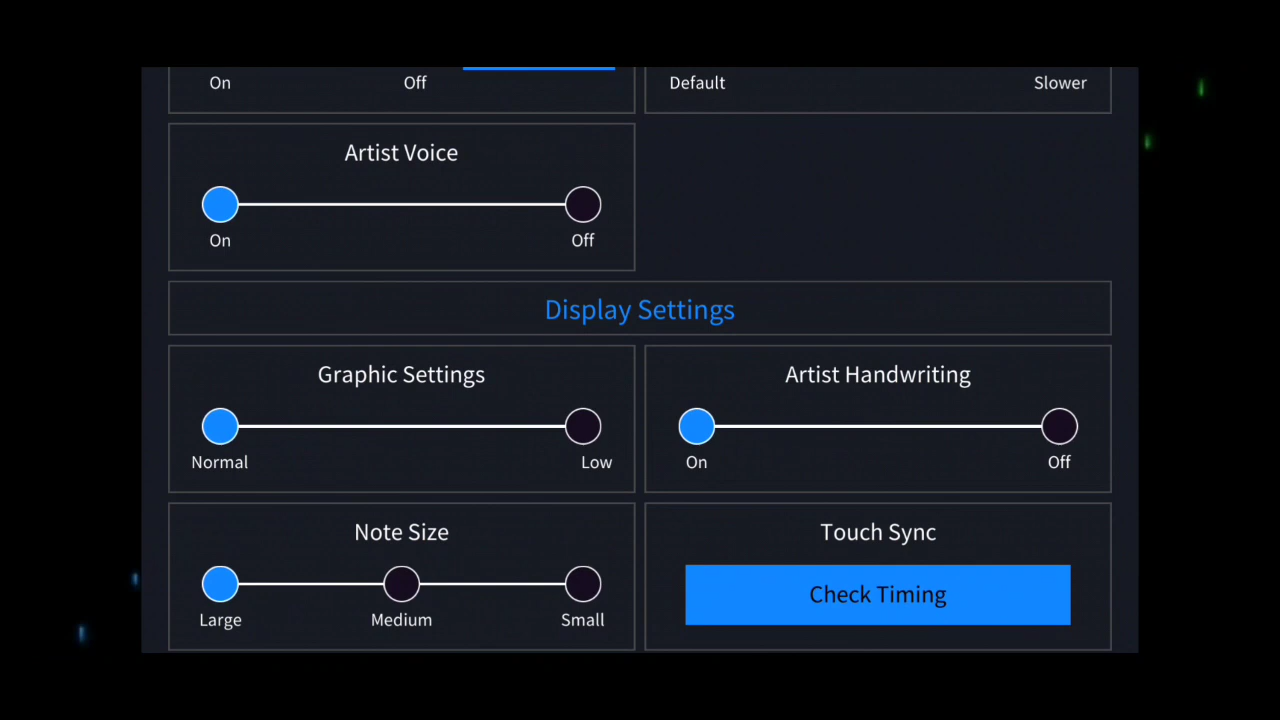 On Off Default Slower
Artist Voice
On Off
Display Settings
Graphic Settings Artist Handwriting
Normal Low On Off
Note Size Touch Sync
Check Timing
Large Medium Small